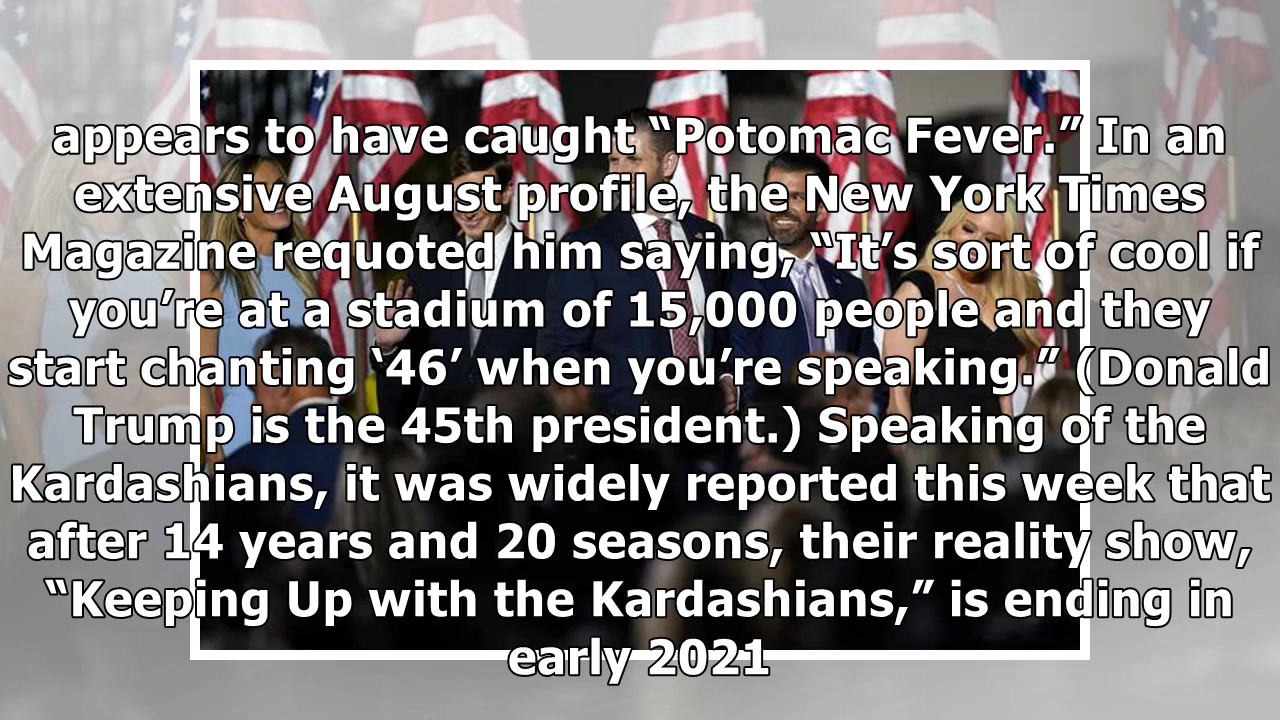 appears to have caught “Potomac Fever.” In an
extensive August profile, the New York Times
Magazine requoted him saying, “It’s sort of cool if
you’re at a stadium of 15,000 people and they
start chanting ‘46’ when you’re speaking.” (Donald
Trump is the 45th president.) Speaking of the
Kardashians, it was widely reported this week that
after 14 years and 20 seasons, their reality show,
“Keeping Up with the Kardashians,” is ending in
early 2021